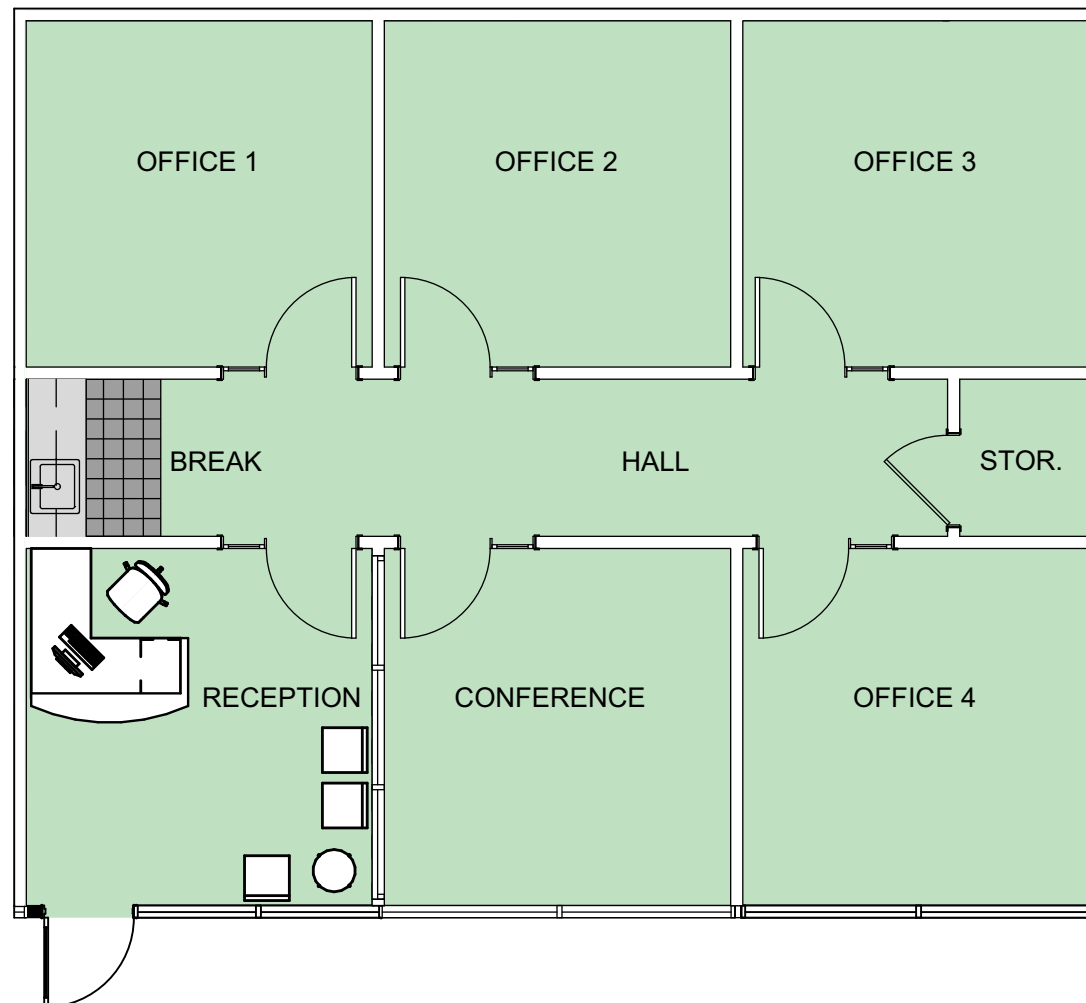 OFFICE 1
OFFICE 2
OFFICE 3
BREAK
HALL
STOR.
RECEPTION
CONFERENCE
OFFICE 4